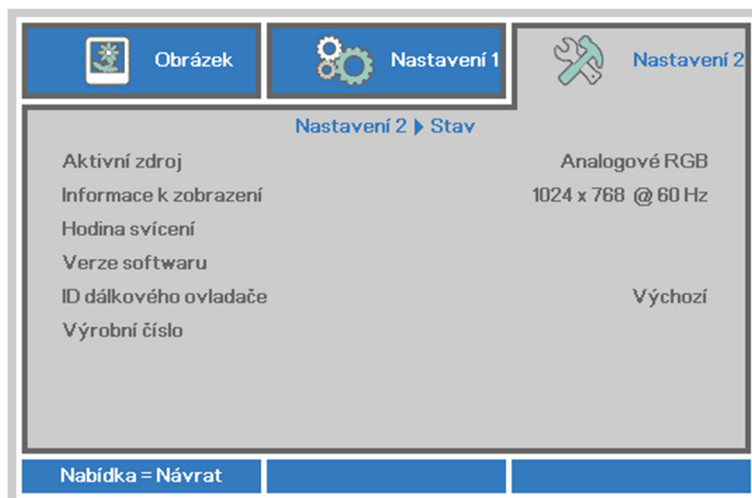 Obrázek
Nastavení 1
Nastavení 2
Nastavení 2 ▶ Stav
Aktivní zdroj Analogové RGB
Informace k zobrazení 1024 x 768 @ 60 Hz
Hodina svícení
Verze softwaru
ID dálkového ovladače Výchozí
Výrobní číslo
Nabídka = Návrat